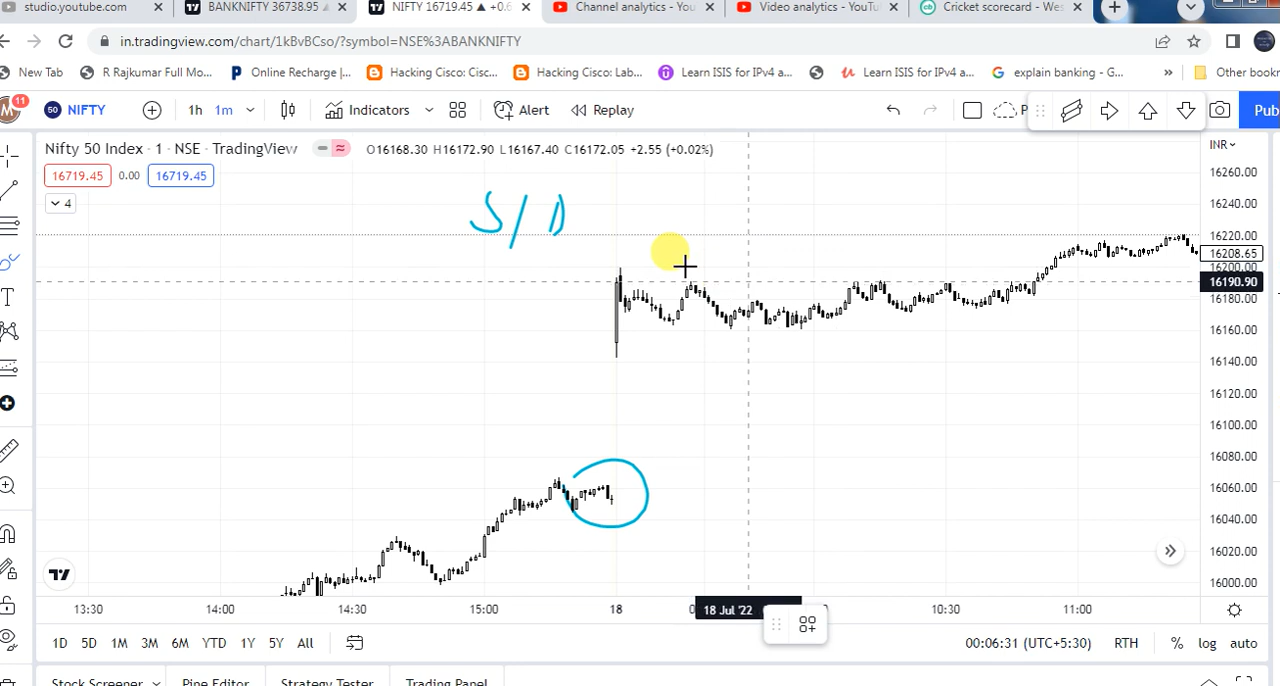 studio.youtube.com BANKNIFTY 36738.95 NIFTY 16719.45 ▲ +0.6 Channel analytics - You Video analytics - YouTu Cricket scorecard - Wes
in.tradingview.com/chart/1kBvBCso/?symbol=NSE%3ABANKNIFTY
New Tab R Rajkumar Full Mo... Online Recharge |... Hacking Cisco: Cisc... Hacking Cisco: Lab... Learn ISIS for IPv4 a... Learn ISIS for IPv4 a... explain banking - G... » Other bookr
M 11 50 NIFTY 1h 1m Indicators Alert Replay P Pub
Nifty 50 Index · 1 · NSE · TradingView O16168.30 H16172.90 L16167.40 C16172.05 +2.55 (+0.02%) INR
16719.45 0.00 16719.45
4
S/D
16260.00
16240.00
16220.00
16208.65
16200.00
16190.90
16180.00
16160.00
16140.00
16120.00
16100.00
16080.00
16060.00
16040.00
16020.00
16000.00
13:30 14:00 14:30 15:00 18 18 Jul '22 10:30 11:00
1D 5D 1M 3M 6M YTD 1Y 5Y All 00:06:31 (UTC+5:30) RTH % log auto
Stock Screener Pine Editor Strategy Tester Trading Panel